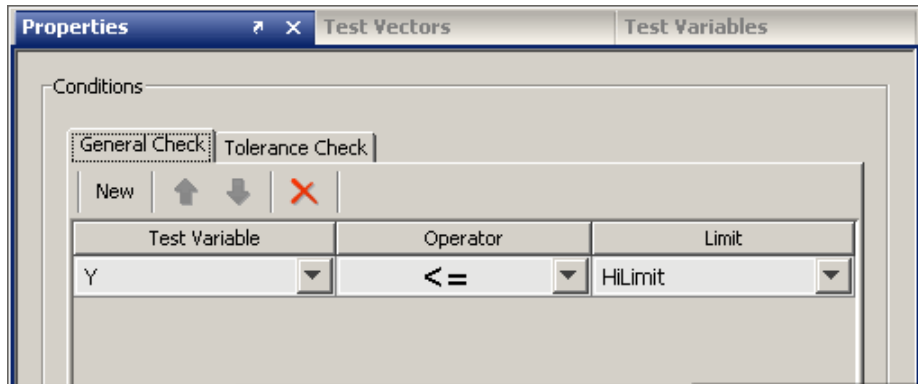 Properties Test Vectors Test Variables
Conditions
General Check Tolerance Check
New
Test Variable Operator Limit
Y <= HiLimit